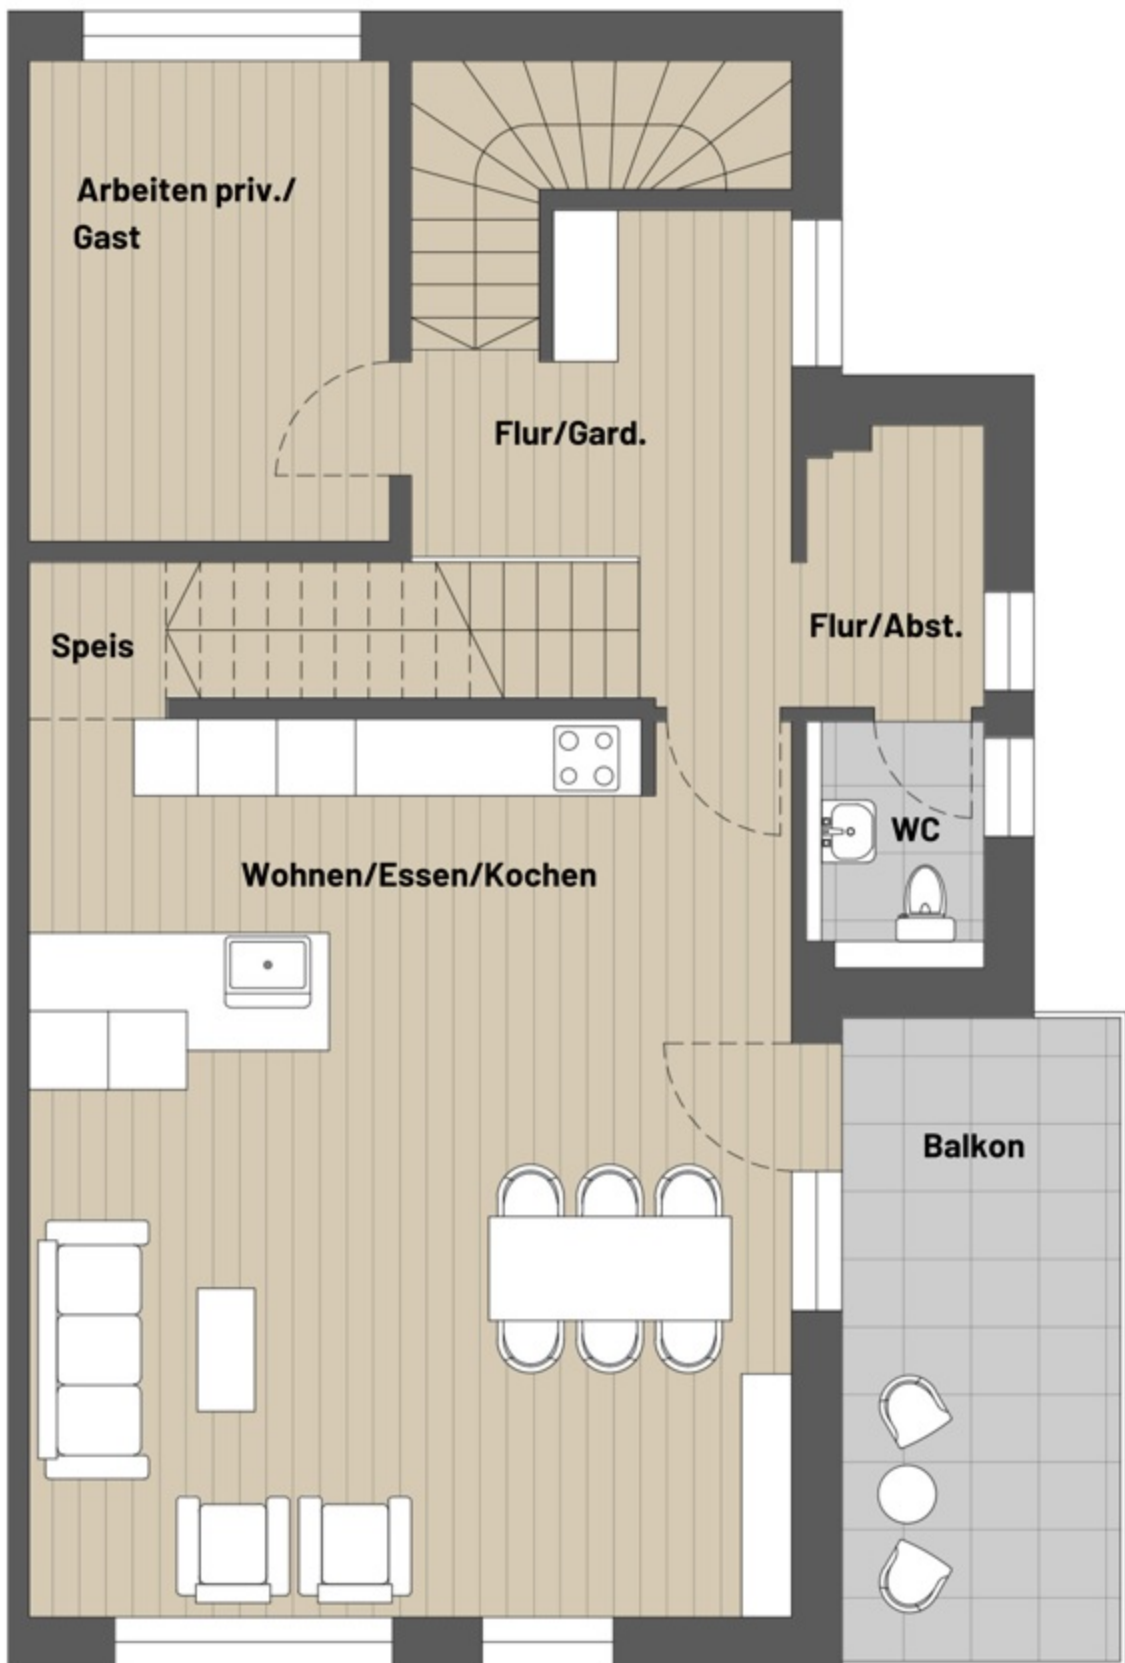 Arbeiten priv./
Gast
Flur/Gard.
Flur/Abst.
Speis
WC
Wohnen/Essen/Kochen
Balkon